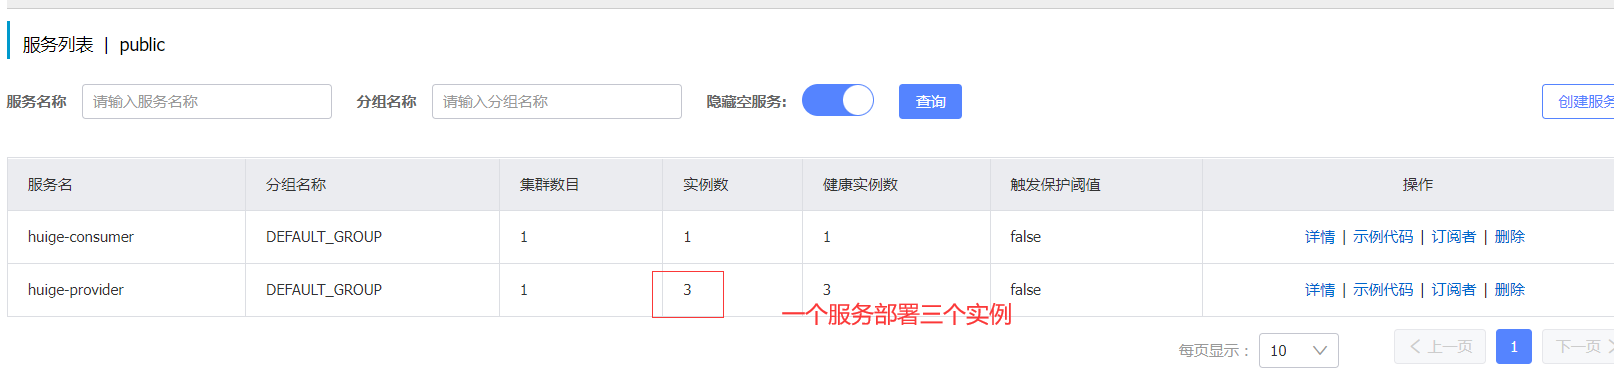 服务列表 | public
服务名称 请输入服务名称 分组名称 请输入分组名称 隐藏空服务: 查询 创建服务
服务名 分组名称 集群数目 实例数 健康实例数 触发保护阈值 操作
huige-consumer DEFAULT_GROUP 1 1 1 false 详情 | 示例代码 | 订阅者 | 删除
huige-provider DEFAULT_GROUP 1 3 3 false 详情 | 示例代码 | 订阅者 | 删除
一个服务部署三个实例
每页显示: 10 上一页 1 下一页